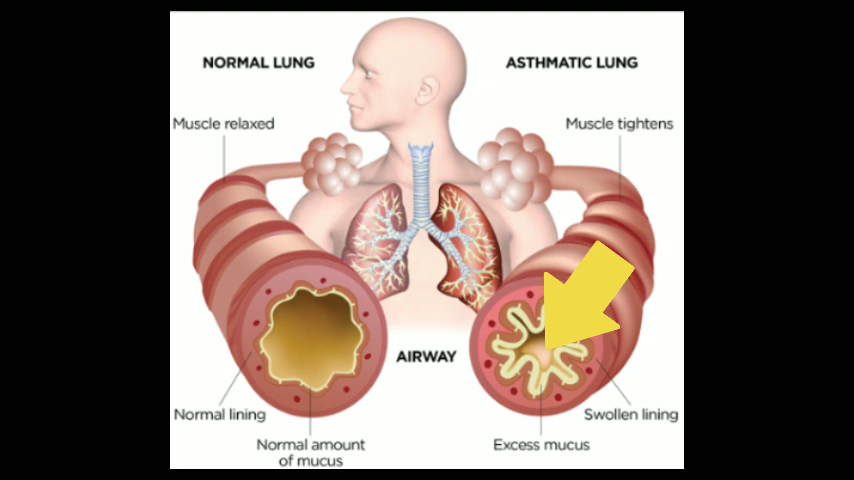 NORMAL LUNG
ASTHMATIC LUNG
Muscle relaxed
Muscle tightens
AIRWAY
Normal lining
Swollen lining
Normal amount
of mucus
Excess mucus